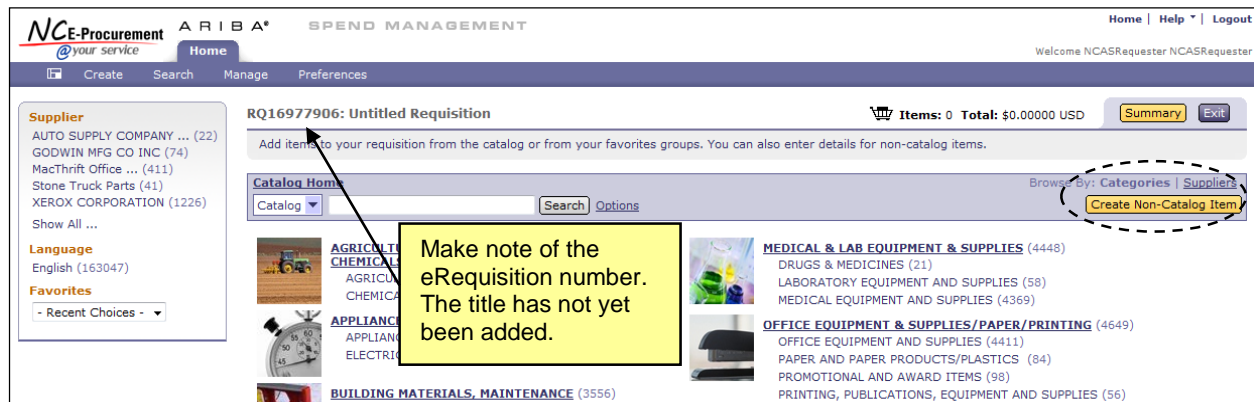 NCE-Procurement
@your service
ARIBA® SPEND MANAGEMENT
Home | Help | Logout
Home
Welcome NCASRequester NCASRequester
Create Search Manage Preferences
Supplier
AUTO SUPPLY COMPANY ... (22)
GODWIN MFG CO INC (74)
MacThrift Office ... (411)
Stone Truck Parts (41)
XEROX CORPORATION (1226)
Show All ...
Language
English (163047)
Favorites
- Recent Choices -
RQ16977906: Untitled Requisition
Items: 0 Total: $0.00000 USD
Summary Exit
Add items to your requisition from the catalog or from your favorites groups. You can also enter details for non-catalog items.
Catalog Home
Browse By: Categories | Suppliers
Catalog Search Options
Create Non-Catalog Item
Make note of the
eRequisition number.
The title has not yet
been added.
BUILDING MATERIALS, MAINTENANCE (3556)
MEDICAL & LAB EQUIPMENT & SUPPLIES (4448)
DRUGS & MEDICINES (21)
LABORATORY EQUIPMENT AND SUPPLIES (58)
MEDICAL EQUIPMENT AND SUPPLIES (4369)
OFFICE EQUIPMENT & SUPPLIES/PAPER/PRINTING (4649)
OFFICE EQUIPMENT AND SUPPLIES (4411)
PAPER AND PAPER PRODUCTS/PLASTICS (84)
PROMOTIONAL AND AWARD ITEMS (98)
PRINTING, PUBLICATIONS, EQUIPMENT AND SUPPLIES (56)